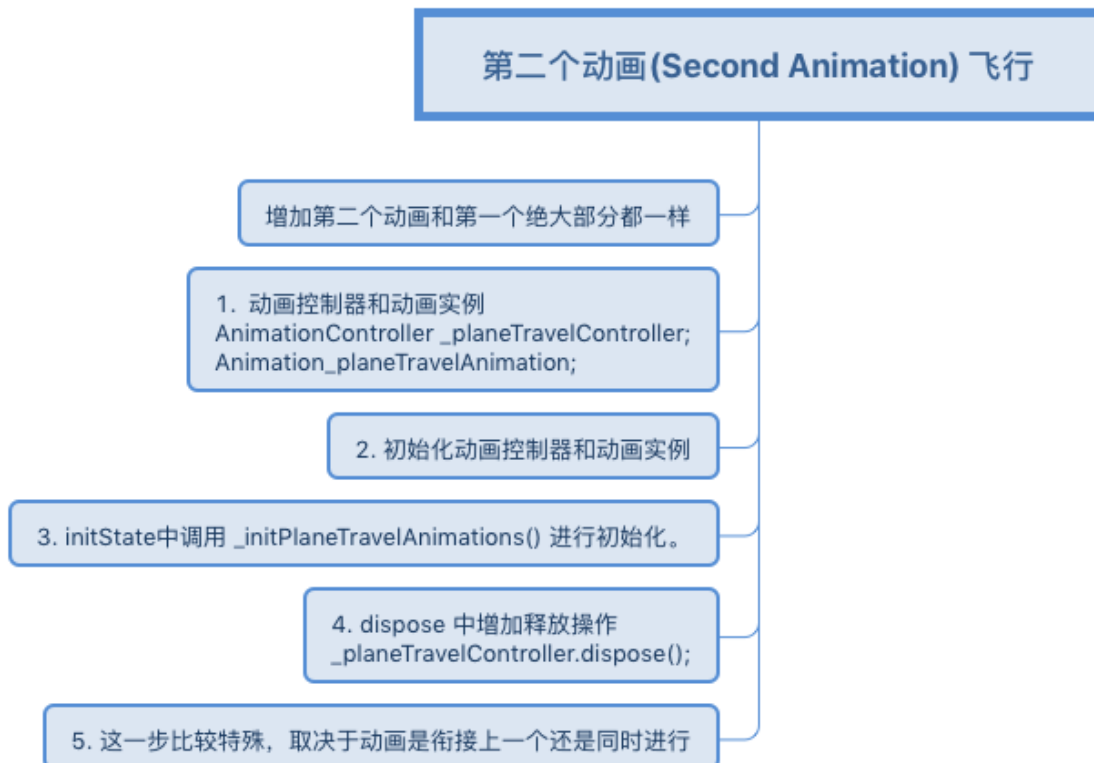 第二个动画(Second Animation) 飞行
增加第二个动画和第一个绝大部分都一样
1. 动画控制器和动画实例
AnimationController _planeTravelController;
Animation_planeTravelAnimation;
2. 初始化动画控制器和动画实例
3. initState中调用 _initPlaneTravelAnimations() 进行初始化。
4. dispose 中增加释放操作
_planeTravelController.dispose();
5. 这一步比较特殊，取决于动画是衔接上一个还是同时进行